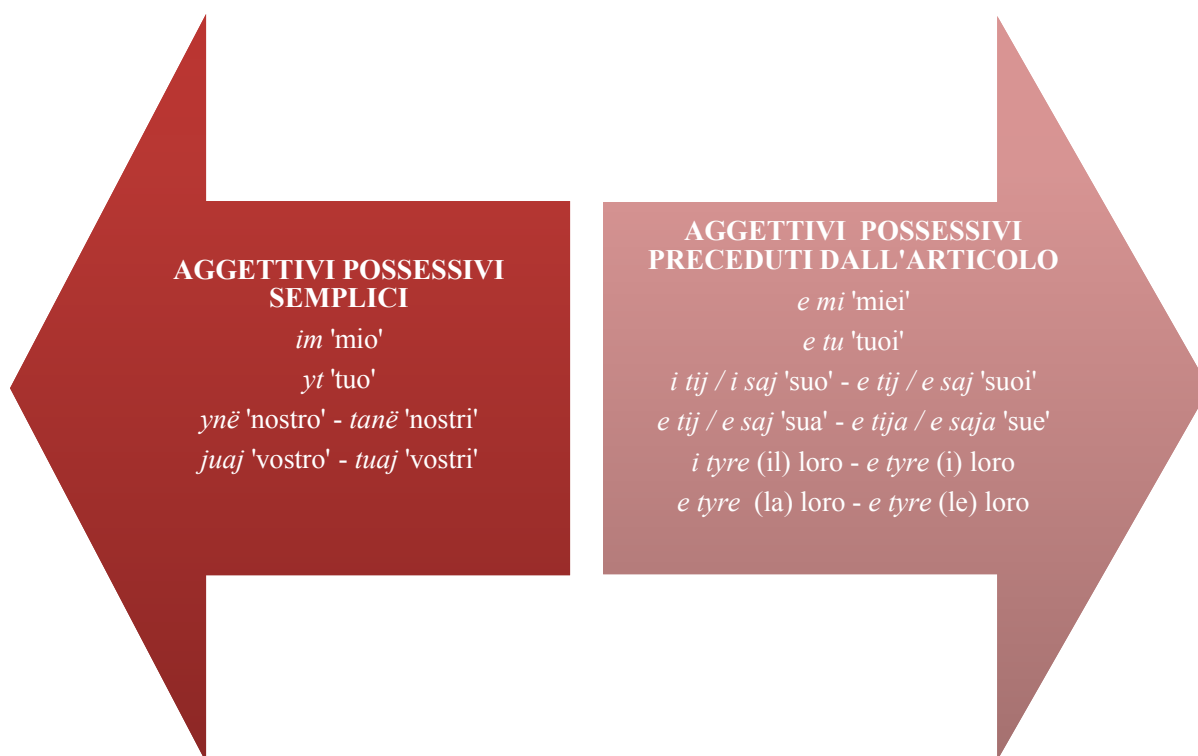 AGGETTIVI POSSESSIVI
SEMPLICI
im 'mio'
yt 'tuo'
ynë 'nostro' - tanë 'nostri'
juaj 'vostro' - tuaj 'vostri'
AGGETTIVI POSSESSIVI
PRECEDUTI DALL'ARTICOLO
e mi 'miei'
e tu 'tuoi'
i tij / i saj 'suo' - e tij / e saj 'suoi'
e tij / e saj 'sua' - e tija / e saja 'sue'
i tyre (il) loro - e tyre (i) loro
e tyre (la) loro - e tyre (le) loro